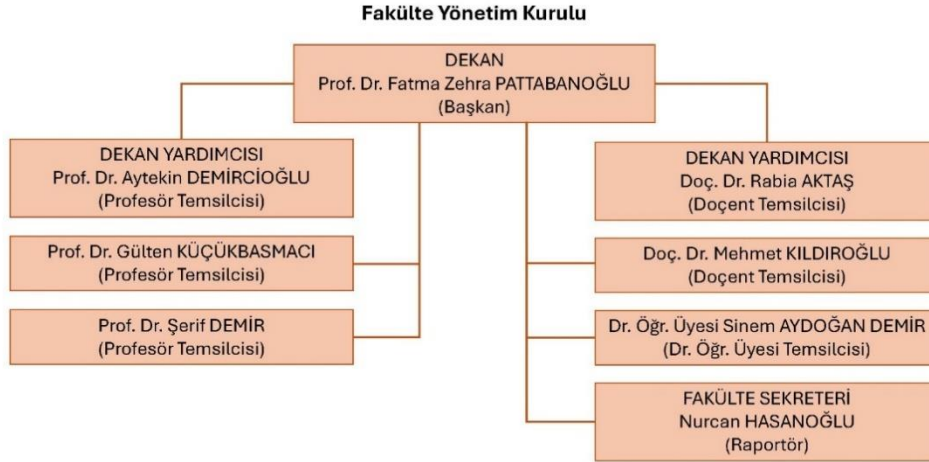 Fakülte Yönetim Kurulu
DEKAN
Prof. Dr. Fatma Zehra PATTABANOĞLU
(Başkan)
DEKAN YARDIMCISI
Prof. Dr. Aytekin DEMİRCİOĞLU
(Profesör Temsilcisi)
DEKAN YARDIMCISI
Doç. Dr. Rabia AKTAŞ
(Doçent Temsilcisi)
Prof. Dr. Gülten KÜÇÜKBASMACI
(Profesör Temsilcisi)
Doç. Dr. Mehmet KILDIROĞLU
(Doçent Temsilcisi)
Prof. Dr. Şerif DEMİR
(Profesör Temsilcisi)
Dr. Öğr. Üyesi Sinem AYDOĞAN DEMİR
(Dr. Öğr. Üyesi Temsilcisi)
FAKÜLTE SEKRETERİ
Nurcan HASANOĞLU
(Raportör)